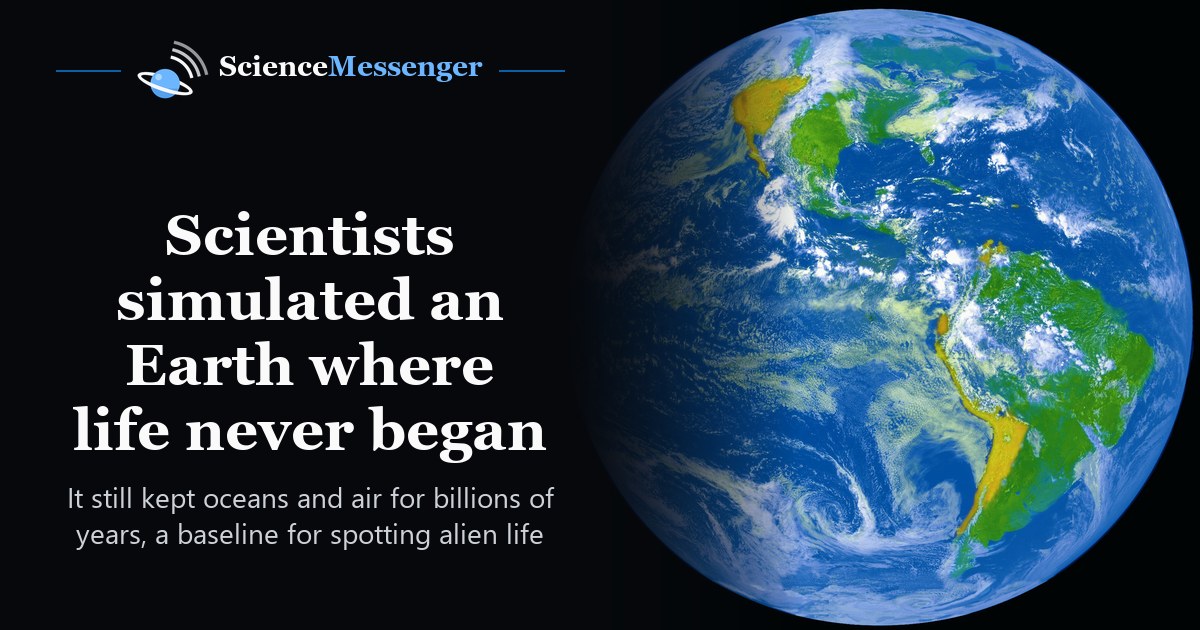 ScienceMessenger
Scientists
simulated an
Earth where
life never began
It still kept oceans and air for billions of
years, a baseline for spotting alien life